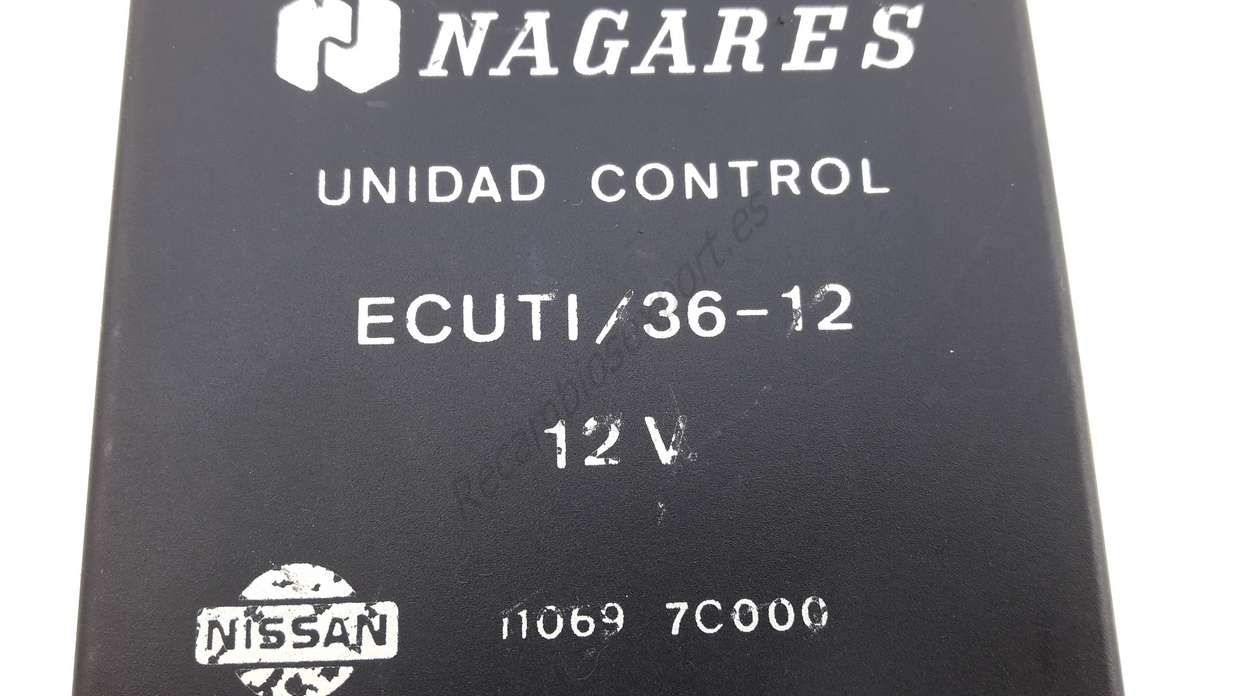 NAGARES
UNIDAD CONTROL
ECUTI/36-12
12 V
NISSAN
11069 7C000